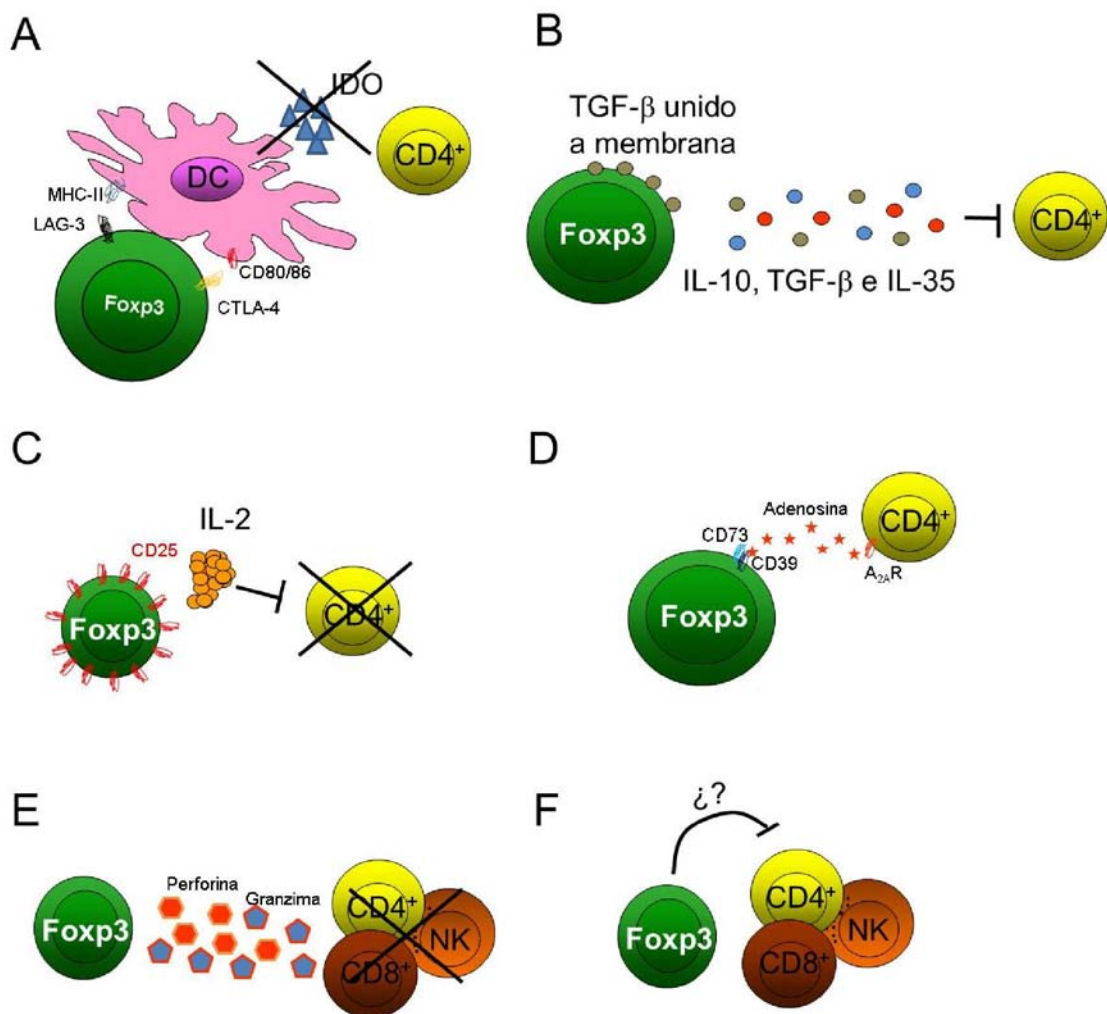 A
IDO
CD4⁺
DC
MHC-II
LAG-3
CD80/86
CTLA-4
Foxp3
B
TGF-β unido
a membrana
Foxp3
CD4⁺
IL-10, TGF-β e IL-35
C
IL-2
CD25
Foxp3
CD4⁺
D
Adenosina
CD4⁺
CD73
CD39
A₂AR
Foxp3
E
Perforina
Granzima
Foxp3
CD4⁺
NK
CD8⁺
F
¿?
CD4⁺
Foxp3
NK
CD8⁺